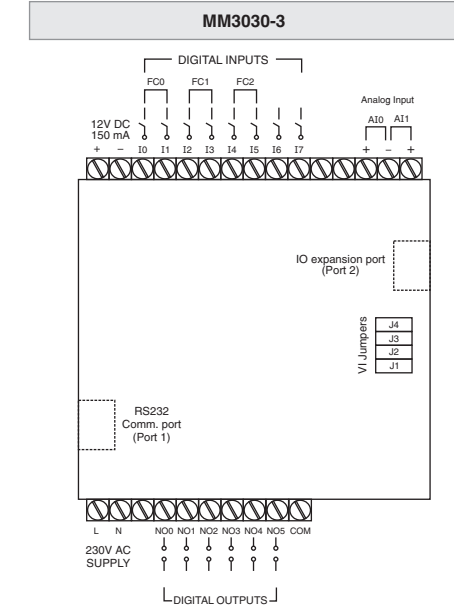 MM3030-3
DIGITAL INPUTS
FC0 FC1 FC2
Analog Input
12V DC
150 mA
AI0 AI1
+ – I0 I1 I2 I3 I4 I5 I6 I7 + – +
IO expansion port
(Port 2)
VI Jumpers
J4
J3
J2
J1
RS232
Comm. port
(Port 1)
L N NO0 NO1 NO2 NO3 NO4 NO5 COM
230V AC
SUPPLY
DIGITAL OUTPUTS